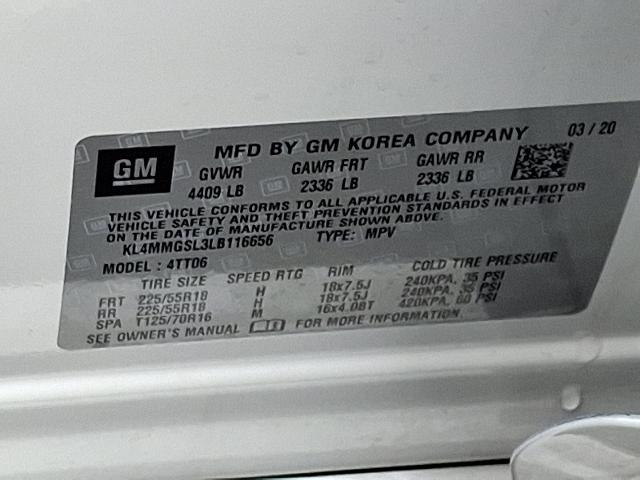 GM
MFD BY GM KOREA COMPANY 03/20
GVWR GAWR FRT GAWR RR
4409 LB 2336 LB 2336 LB
THIS VEHICLE CONFORMS TO ALL APPLICABLE U.S. FEDERAL MOTOR
VEHICLE SAFETY AND THEFT PREVENTION STANDARDS IN EFFECT
ON THE DATE OF MANUFACTURE SHOWN ABOVE.
KL4MMGSL3LB116656 TYPE: MPV
MODEL: 4TT06
TIRE SIZE SPEED RTG RIM COLD TIRE PRESSURE
FRT 225/55R18 H 18x7.5J 240KPA, 35 PSI
RR 225/55R18 H 18x7.5J 240KPA, 35 PSI
SPA T125/70R16 M 16x4.0BT 420KPA, 60 PSI
SEE OWNER'S MANUAL FOR MORE INFORMATION.